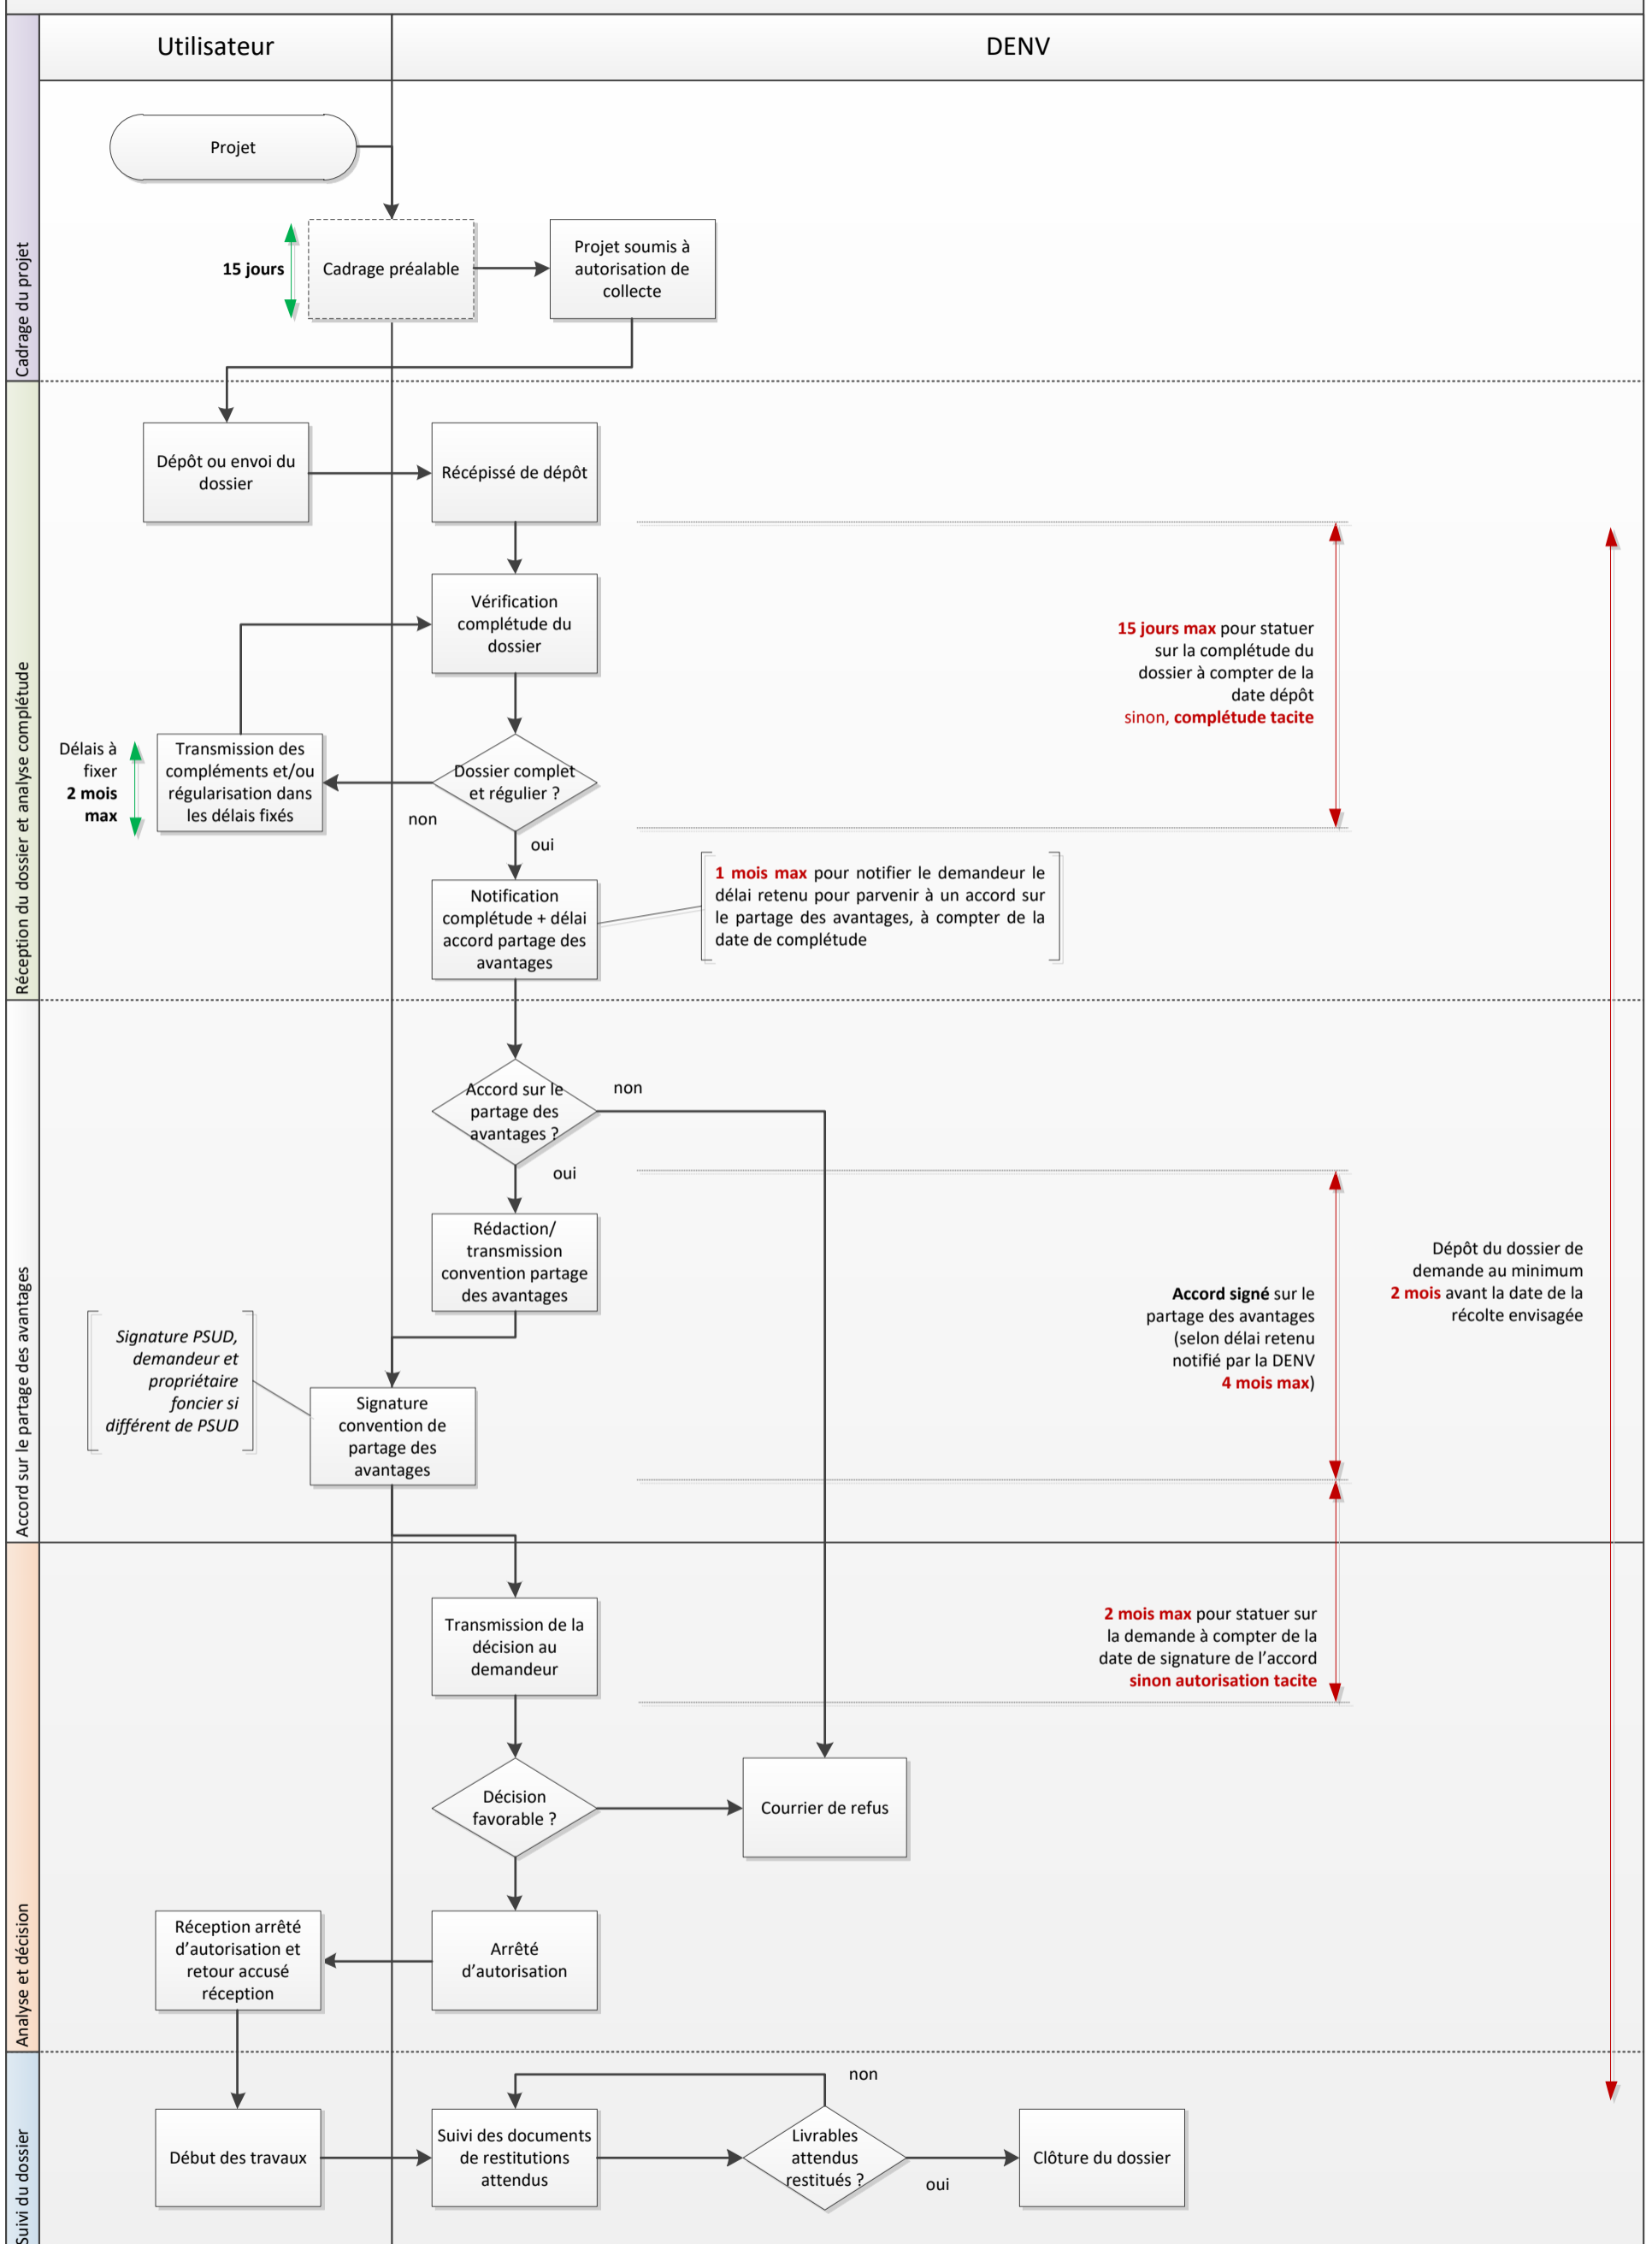 Utilisateur
DENV
Cadrage du projet
Projet
15 jours
Cadrage préalable
Projet soumis à
autorisation de
collecte
Réception du dossier et analyse complétude
Dépôt ou envoi du
dossier
Récépissé de dépôt
Vérification
complétude du
dossier
15 jours max pour statuer
sur la complétude du
dossier à compter de la
date dépôt
sinon, complétude tacite
Délais à
fixer
2 mois
max
Transmission des
compléments et/ou
régularisation dans
les délais fixés
Dossier complet
et régulier ?
non
oui
Notification
complétude + délai
accord partage des
avantages
1 mois max pour notifier le demandeur le
délai retenu pour parvenir à un accord sur
le partage des avantages, à compter de la
date de complétude
Accord sur le partage des avantages
Accord sur le
partage des
avantages ?
non
oui
Rédaction/
transmission
convention partage
des avantages
Accord signé sur le
partage des avantages
(selon délai retenu
notifié par la DENV
4 mois max)
Dépôt du dossier de
demande au minimum
2 mois avant la date de la
récolte envisagée
Signature PSUD,
demandeur et
propriétaire
foncier si
différent de PSUD
Signature
convention de
partage des
avantages
Analyse et décision
Transmission de la
décision au
demandeur
2 mois max pour statuer sur
la demande à compter de la
date de signature de l’accord
sinon autorisation tacite
Décision
favorable ?
Courrier de refus
Réception arrêté
d’autorisation et
retour accusé
réception
Arrêté
d’autorisation
Suivi du dossier
non
Début des travaux
Suivi des documents
de restitutions
attendus
Livrables
attendus
restitués ?
oui
Clôture du dossier